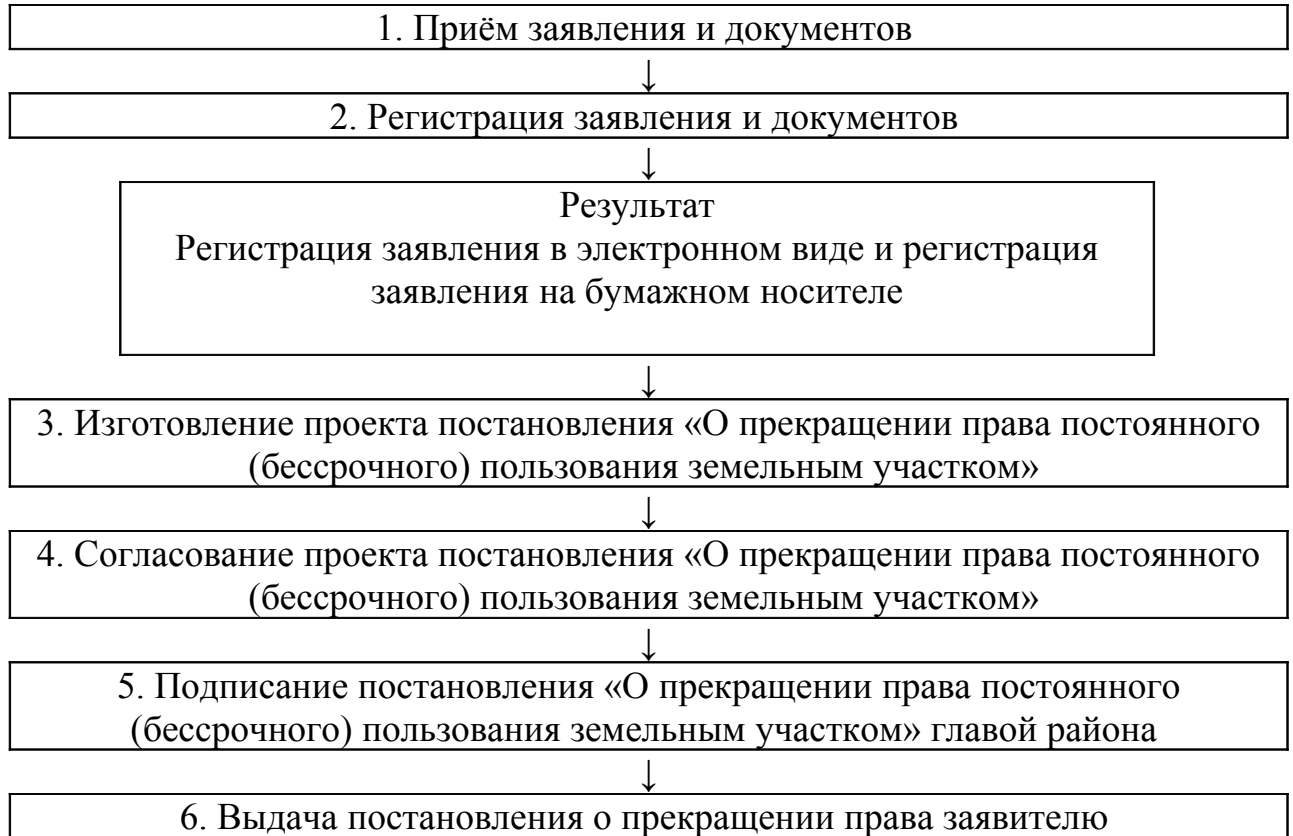 1. Приём заявления и документов
↓
2. Регистрация заявления и документов
↓
Результат
Регистрация заявления в электронном виде и регистрация
заявления на бумажном носителе
↓
3. Изготовление проекта постановления «О прекращении права постоянного
(бессрочного) пользования земельным участком»
↓
4. Согласование проекта постановления «О прекращении права постоянного
(бессрочного) пользования земельным участком»
↓
5. Подписание постановления «О прекращении права постоянного
(бессрочного) пользования земельным участком» главой района
↓
6. Выдача постановления о прекращении права заявителю